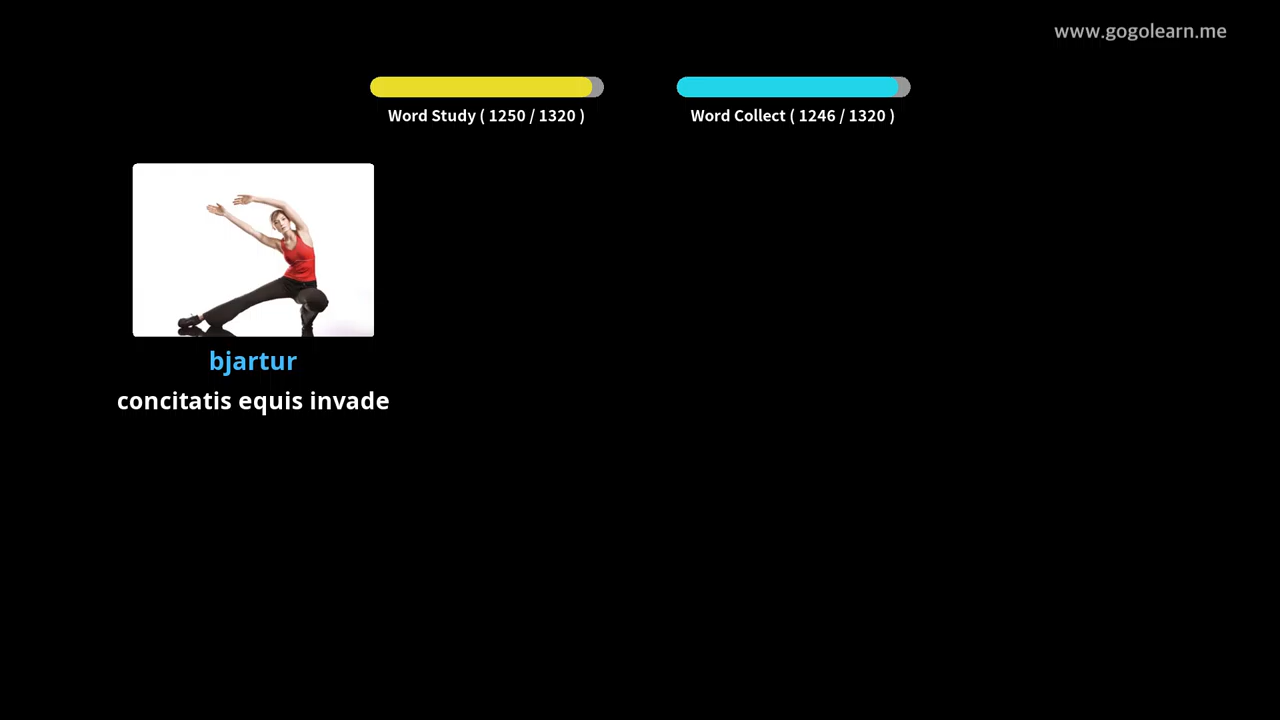 www.gogolearn.me
Word Study ( 1250 / 1320 )
Word Collect ( 1246 / 1320 )
bjartur
concitatis equis invade